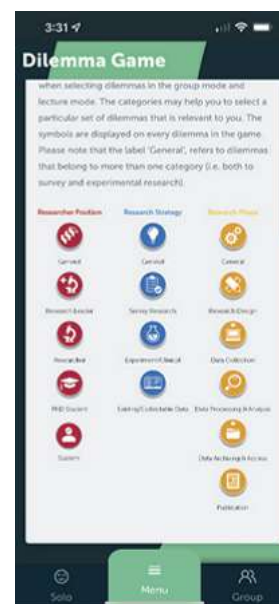 3:31
Dilemma Game
when selecting dilemmas in the group mode and
lecture mode. The categories may help you to select a
particular set of dilemmas that is relevant to you. The
symbols are displayed on every dilemma in the game.
Please note that the label 'General', refers to dilemmas
that belong to more than one category (i.e. both to
survey and experimental research).
Researcher Position Research Strategy Research Phase
General General General
Research Leader Survey Research Research Design
Researcher Experiment/Clinical Data Collection
PhD Student Existing/Collectable Data Data Processing & Analysis
Student Data Archiving & Access
Publication
Solo Menu Group